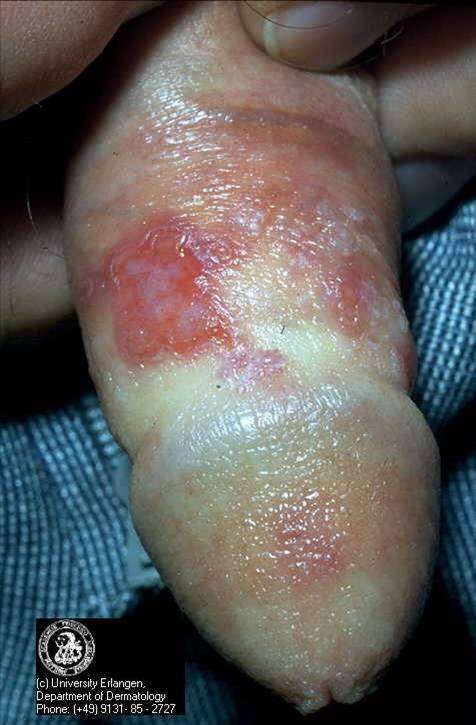 (c) University Erlangen,
Department of Dermatology
Phone: (+49) 9131- 85 - 2727